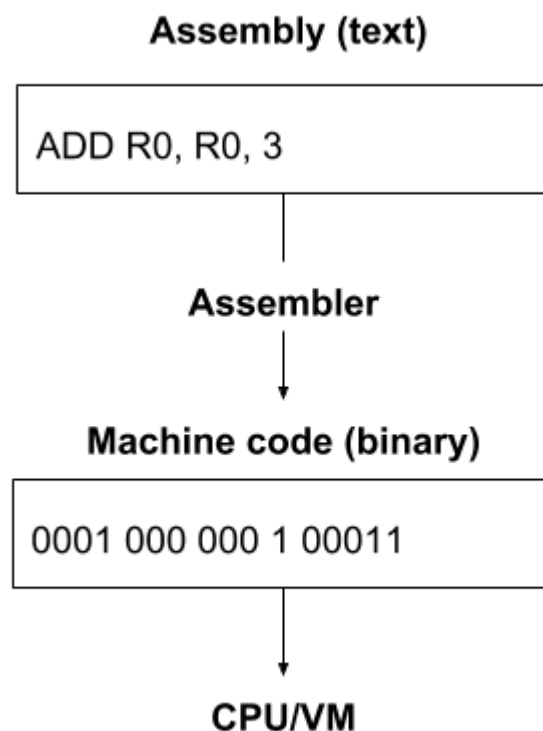 Assembly (text)
ADD R0, R0, 3
Assembler
Machine code (binary)
0001 000 000 1 00011
CPU/VM